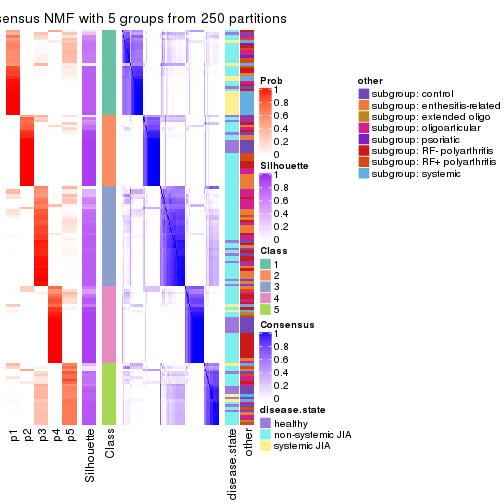 sensus NMF with 5 groups from 250 partitions
Prob
1
0.8
0.6
0.4
0.2
0
Silhouette
1
0.8
0.6
0.4
0.2
0
Class
1
2
3
4
5
Consensus
1
0.8
0.6
0.4
0.2
0
disease.state
healthy
non-systemic JIA
systemic JIA
other
subgroup: control
subgroup: enthesitis-related
subgroup: extended oligo
subgroup: oligoarticular
subgroup: psoriatic
subgroup: RF- polyarthritis
subgroup: RF+ polyarthritis
subgroup: systemic
p1
p2
p3
p4
p5
Silhouette
Class
disease.state
other